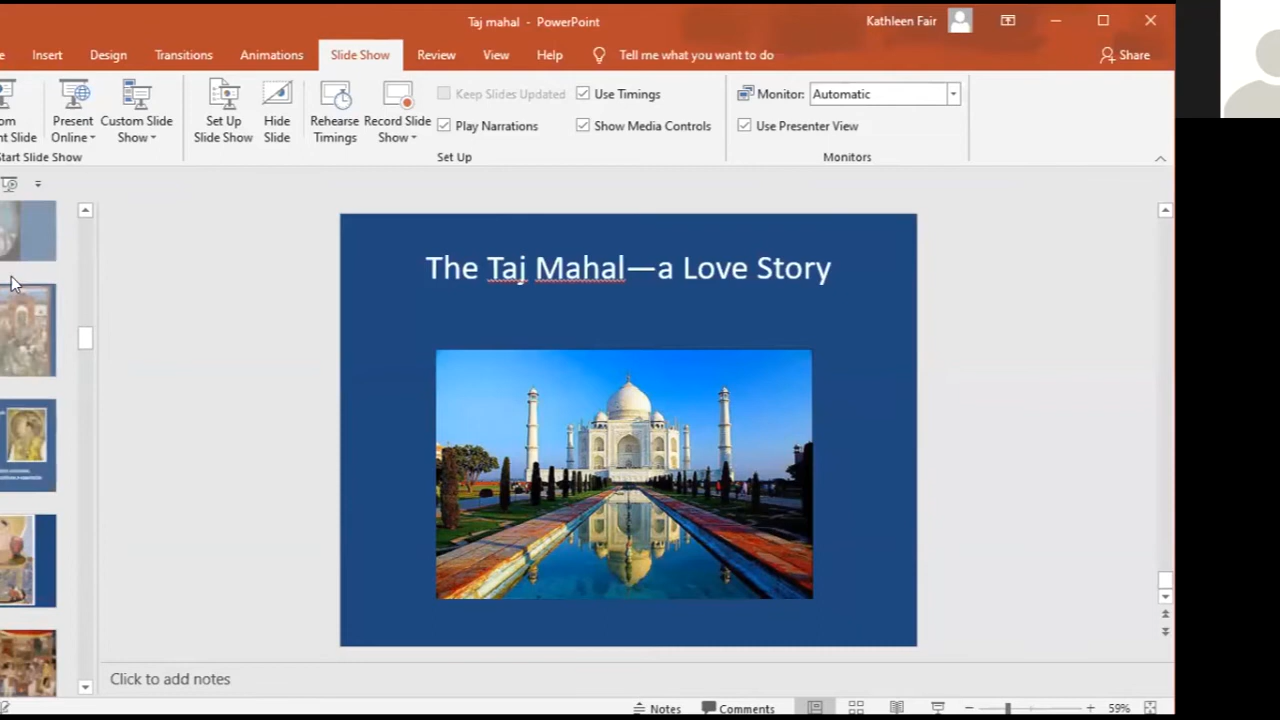 Taj mahal - PowerPoint
Kathleen Fair
Insert Design Transitions Animations Slide Show Review View Help Tell me what you want to do Share
Present Online
Custom Slide Show
Set Up Slide Show
Hide Slide
Rehearse Timings
Record Slide Show
Keep Slides Updated
Play Narrations
Use Timings
Show Media Controls
Monitor: Automatic
Use Presenter View
Start Slide Show
Set Up
Monitors
The Taj Mahal—a Love Story
Click to add notes
Notes Comments 59%